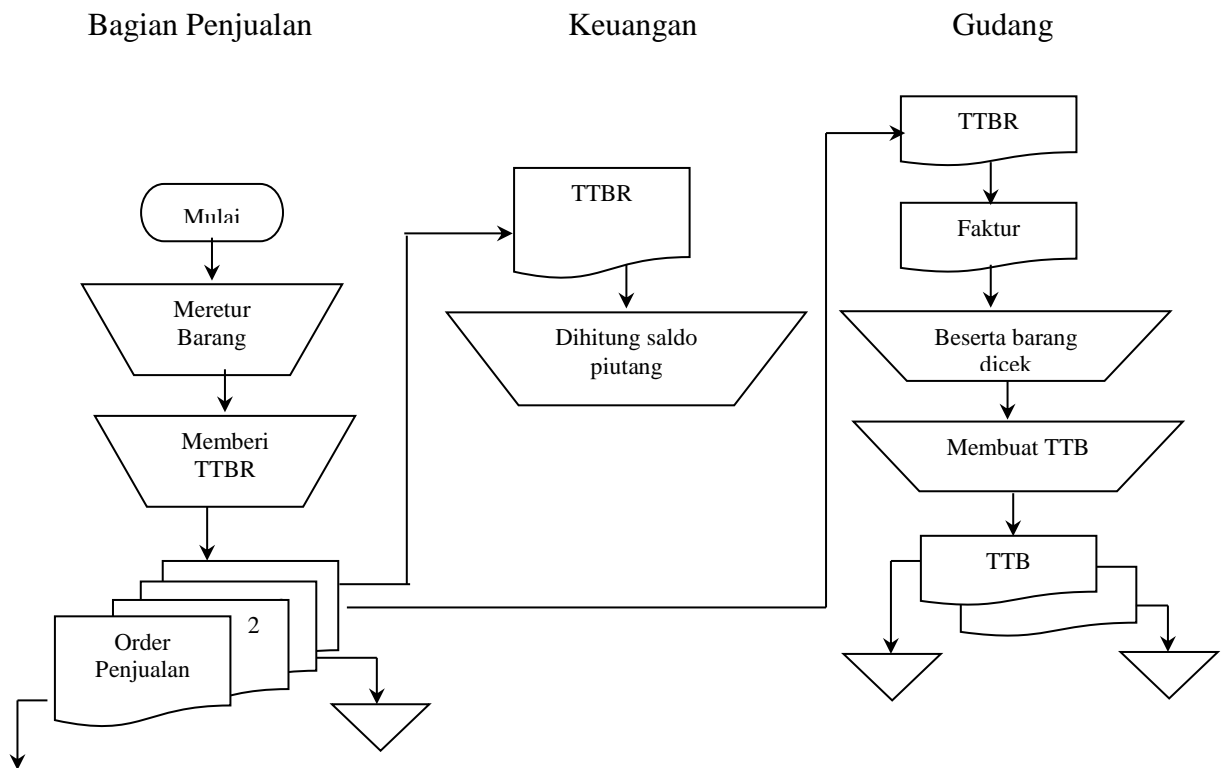 Bagian Penjualan
Keuangan
Gudang
Mulai
Meretur
Barang
Memberi
TTBR
2
Order
Penjualan
TTBR
Dihitung saldo
piutang
TTBR
Faktur
Beserta barang
dicek
Membuat TTB
TTB